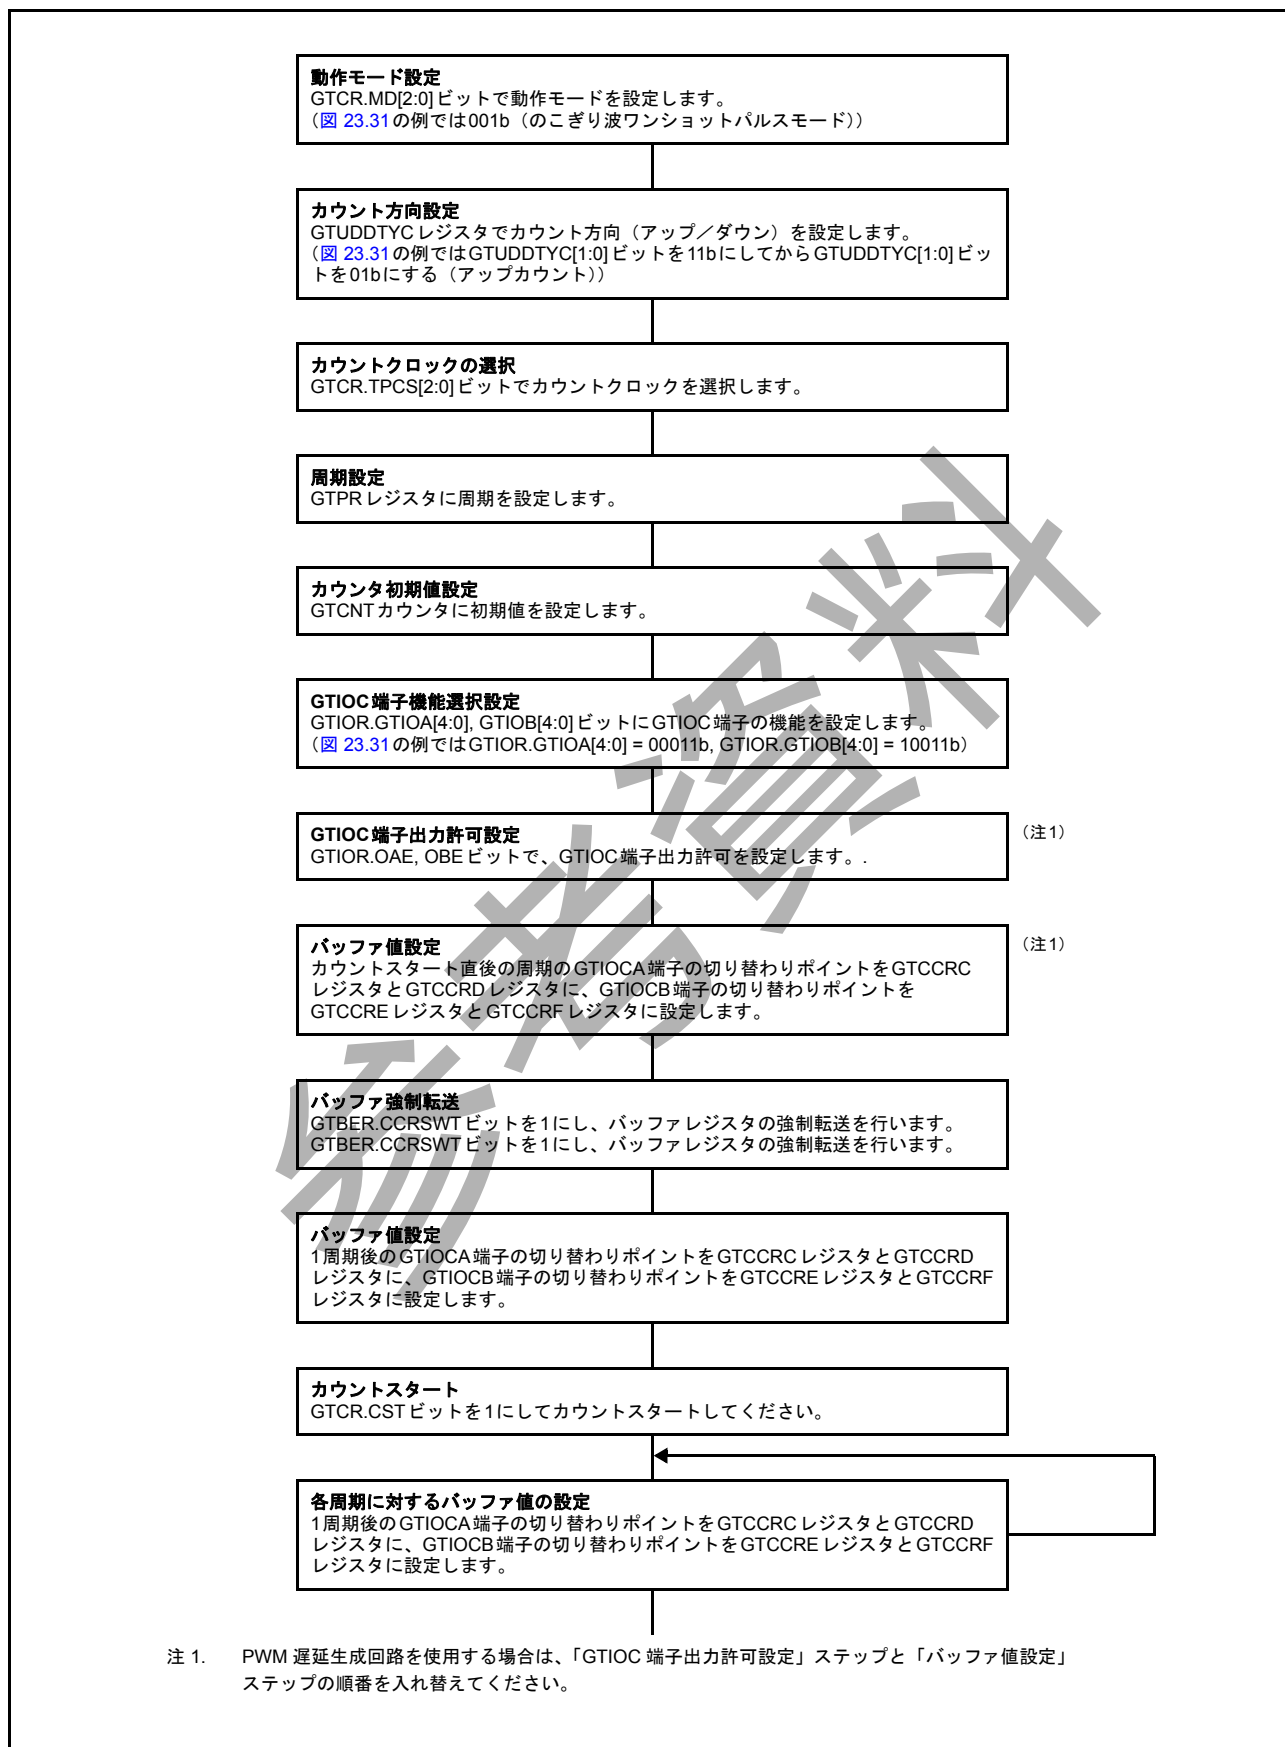 動作モード設定
GTCR.MD[2:0]ビットで動作モードを設定します。
（図 23.31の例では001b（のこぎり波ワンショットパルスモード））
カウント方向設定
GTUDDTYCレジスタでカウント方向（アップ／ダウン）を設定します。
（図 23.31の例ではGTUDDTYC[1:0]ビットを11bにしてからGTUDDTYC[1:0]ビッ
トを01bにする（アップカウント））
カウントクロックの選択
GTCR.TPCS[2:0]ビットでカウントクロックを選択します。
周期設定
GTPRレジスタに周期を設定します。
カウンタ初期値設定
GTCNTカウンタに初期値を設定します。
GTIOC端子機能選択設定
GTIOR.GTIOA[4:0], GTIOB[4:0]ビットにGTIOC端子の機能を設定します。
（図 23.31の例ではGTIOR.GTIOA[4:0] = 00011b, GTIOR.GTIOB[4:0] = 10011b）
GTIOC端子出力許可設定
GTIOR.OAE, OBEビットで、GTIOC端子出力許可を設定します。.
（注1）
バッファ値設定
カウントスタート直後の周期のGTIOCA端子の切り替わりポイントをGTCCRC
レジスタとGTCCRDレジスタに、GTIOCB端子の切り替わりポイントを
GTCCREレジスタとGTCCRFレジスタに設定します。
（注1）
バッファ強制転送
GTBER.CCRSWTビットを1にし、バッファレジスタの強制転送を行います。
GTBER.CCRSWTビットを1にし、バッファレジスタの強制転送を行います。
バッファ値設定
1周期後のGTIOCA端子の切り替わりポイントをGTCCRCレジスタとGTCCRD
レジスタに、GTIOCB端子の切り替わりポイントをGTCCREレジスタとGTCCRF
レジスタに設定します。
カウントスタート
GTCR.CSTビットを1にしてカウントスタートしてください。
各周期に対するバッファ値の設定
1周期後のGTIOCA端子の切り替わりポイントをGTCCRCレジスタとGTCCRD
レジスタに、GTIOCB端子の切り替わりポイントをGTCCREレジスタとGTCCRF
レジスタに設定します。
注 1. PWM 遅延生成回路を使用する場合は、「GTIOC 端子出力許可設定」ステップと「バッファ値設定」
ステップの順番を入れ替えてください。
参考資料